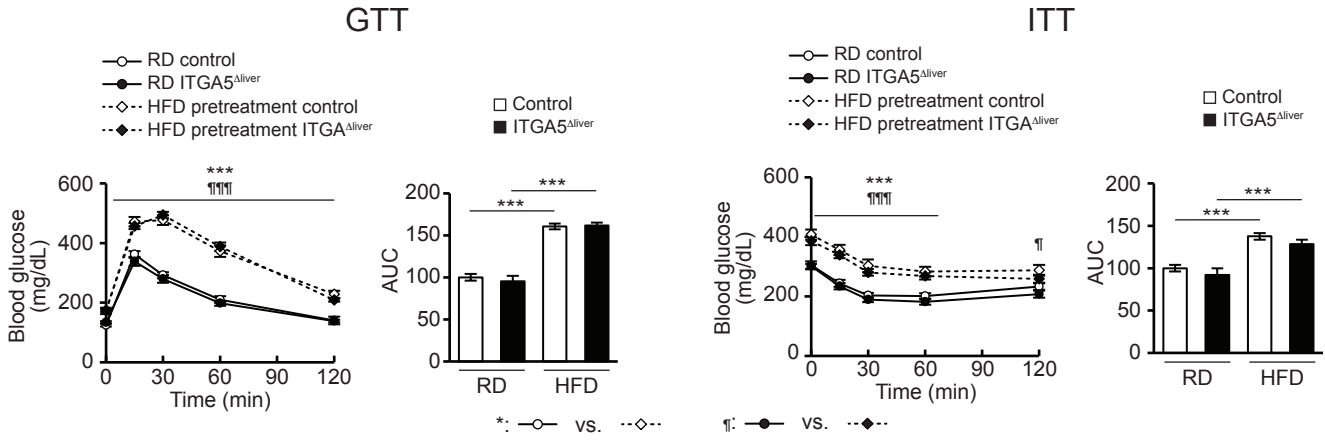 GTT
RD control
RD ITGA5Δliver
HFD pretreatment control
HFD pretreatment ITGAΔliver
Control
ITGA5Δliver
***
¶¶¶
600
400
200
0
Blood glucose
(mg/dL)
0 30 60 90 120
Time (min)
200
150
100
50
0
AUC
***
***
RD HFD
ITT
RD control
RD ITGA5Δliver
HFD pretreatment control
HFD pretreatment ITGAΔliver
Control
ITGA5Δliver
***
¶¶¶
¶
600
400
200
0
Blood glucose
(mg/dL)
0 30 60 90 120
Time (min)
200
150
100
50
0
AUC
***
***
RD HFD
*: vs. ¶: vs.